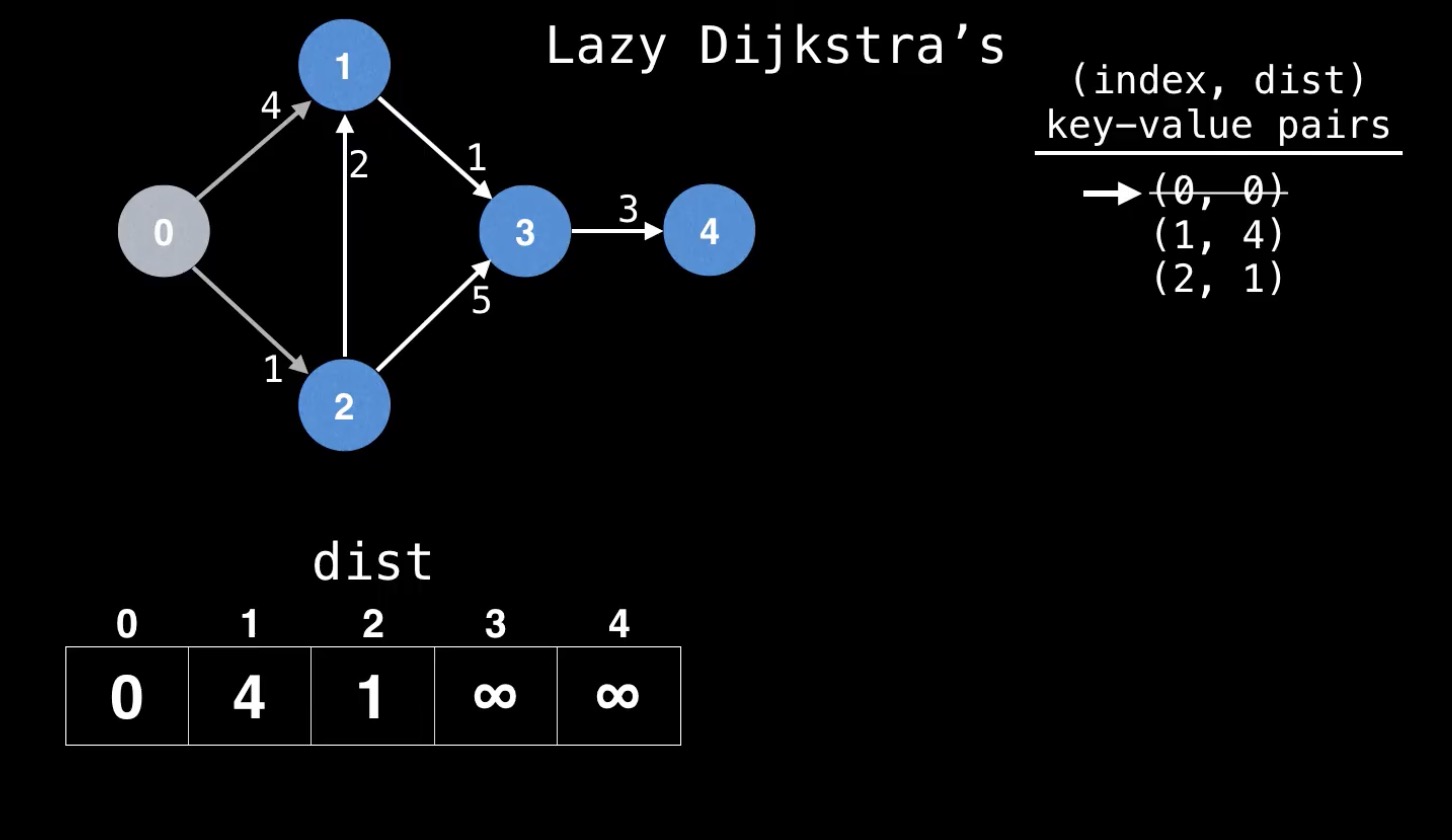 Lazy Dijkstra’s
(index, dist)
key-value pairs
(0, 0)
(1, 4)
(2, 1)
1
4
2
1
0
3
3
4
5
1
2
dist
0 1 2 3 4
0 4 1 ∞ ∞